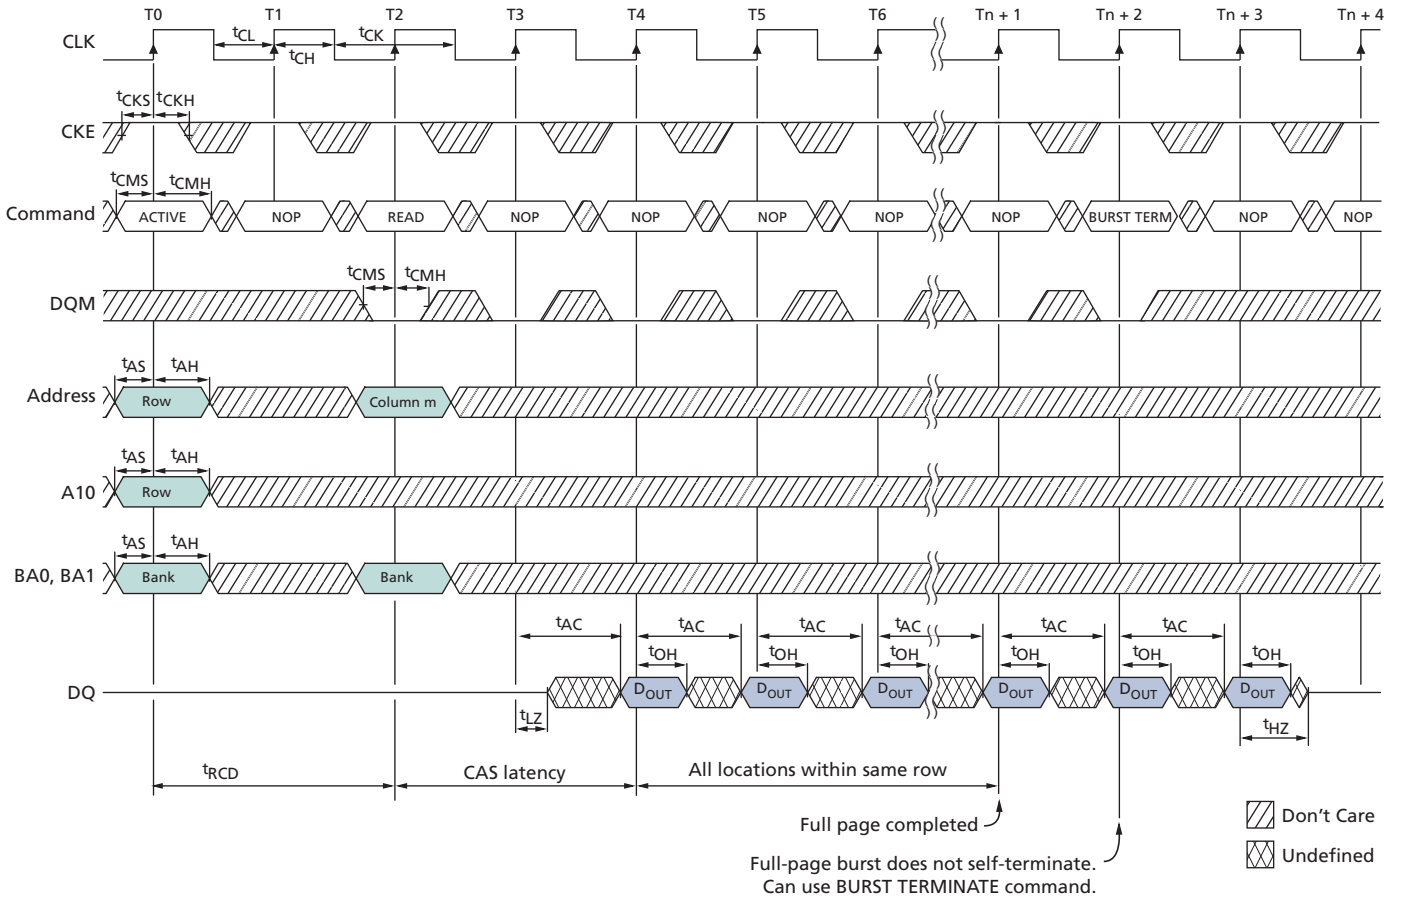 T0 T1 T2 T3 T4 T5 T6 Tn + 1 Tn + 2 Tn + 3 Tn + 4
CLK
tCL tCK
tCH
tCKS tCKH
CKE
tCMS tCMH
Command ACTIVE NOP READ NOP NOP NOP NOP NOP BURST TERM NOP NOP
tCMS tCMH
DQM
tAS tAH
Address Row Column m
tAS tAH
A10 Row
tAS tAH
BA0, BA1 Bank Bank
tAC tAC tAC tAC tAC tAC
tOH tOH tOH tOH tOH tOH
DQ DOUT DOUT DOUT DOUT DOUT DOUT
tLZ tHZ
tRCD CAS latency All locations within same row
Full page completed
Don't Care
Full-page burst does not self-terminate.
Can use BURST TERMINATE command.
Undefined